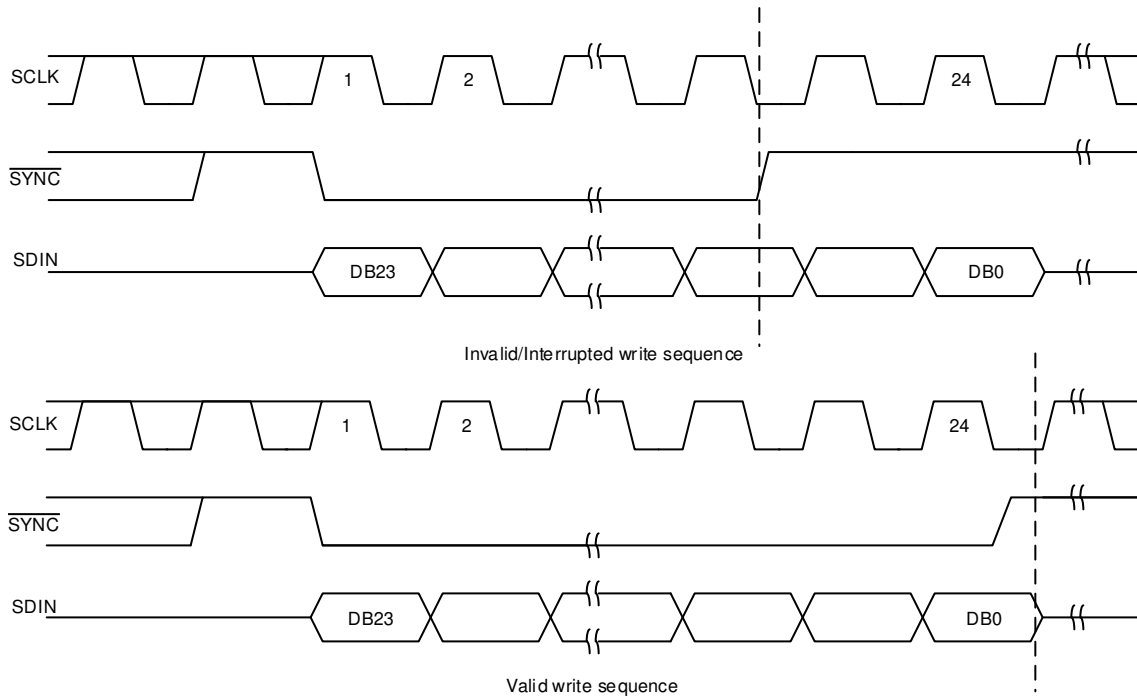 SCLK 1 2 24
SYNC
SDIN DB23 DB0
Invalid/Interrupted write sequence
SCLK 1 2 24
SYNC
SDIN DB23 DB0
Valid write sequence